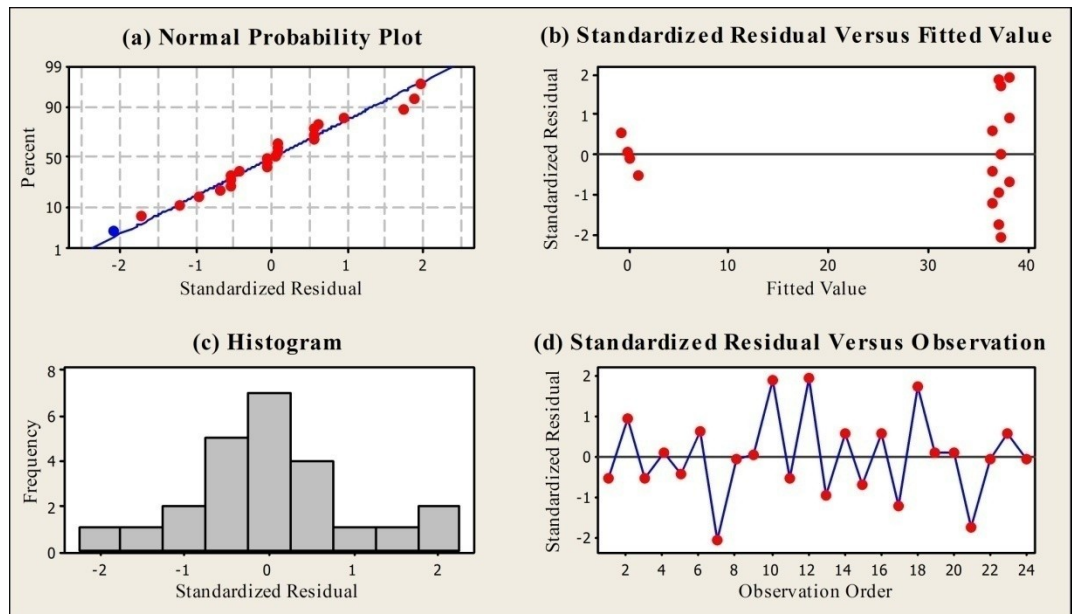 (a) Normal Probability Plot
99
90
50
10
1
Percent
-2 -1 0 1 2
Standardized Residual
(b) Standardized Residual Versus Fitted Value
2
1
0
-1
-2
Standardized Residual
0 10 20 30 40
Fitted Value
(c) Histogram
8
6
4
2
0
Frequency
-2 -1 0 1 2
Standardized Residual
(d) Standardized Residual Versus Observation
2
1
0
-1
-2
Standardized Residual
2 4 6 8 10 12 14 16 18 20 22 24
Observation Order